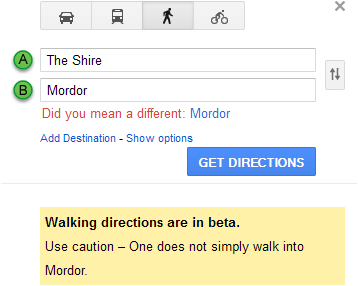 A The Shire
B Mordor
Did you mean a different: Mordor
Add Destination - Show options
GET DIRECTIONS
Walking directions are in beta.
Use caution – One does not simply walk into
Mordor.